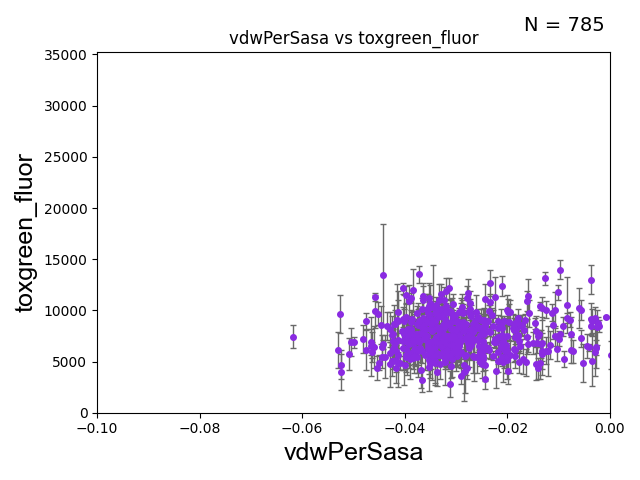 N = 785
vdwPerSasa vs toxgreen_fluor
35000
30000
25000
20000
15000
10000
5000
0
toxgreen_fluor
−0.10 −0.08 −0.06 −0.04 −0.02 0.00
vdwPerSasa